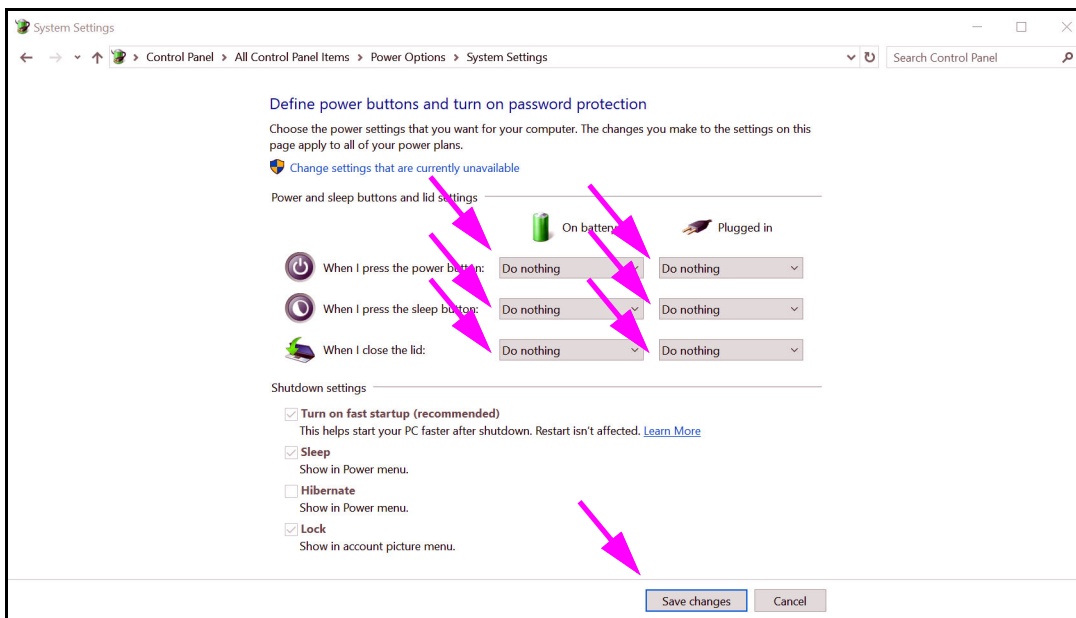 System Settings
Control Panel > All Control Panel Items > Power Options > System Settings
Search Control Panel
Define power buttons and turn on password protection
Choose the power settings that you want for your computer. The changes you make to the settings on this
page apply to all of your power plans.
Change settings that are currently unavailable
Power and sleep buttons and lid settings
On battery
Plugged in
When I press the power button:
Do nothing
Do nothing
When I press the sleep button:
Do nothing
Do nothing
When I close the lid:
Do nothing
Do nothing
Shutdown settings
Turn on fast startup (recommended)
This helps start your PC faster after shutdown. Restart isn't affected. Learn More
Sleep
Show in Power menu.
Hibernate
Show in Power menu.
Lock
Show in account picture menu.
Save changes
Cancel